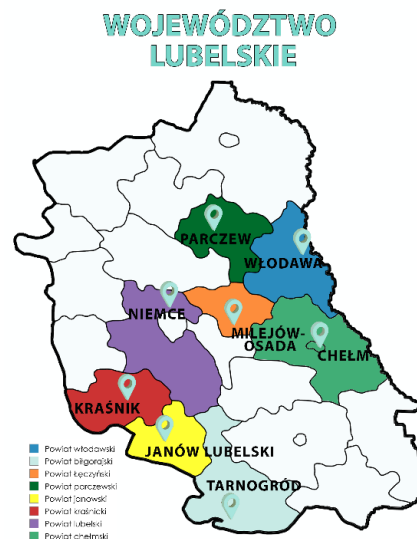 WOJEWÓDZTWO
LUBELSKIE
PARCZEW
WŁODAWA
NIEMCE
MILEJÓW-
OSADA
CHEŁM
KRAŚNIK
JANÓW LUBELSKI
TARNOGRÓD
Powiat włodawski
Powiat biłgorajski
Powiat Łęczyński
Powiat parczewski
Powiat janowski
Powiat kraśnicki
Powiat lubelski
Powiat chełmski